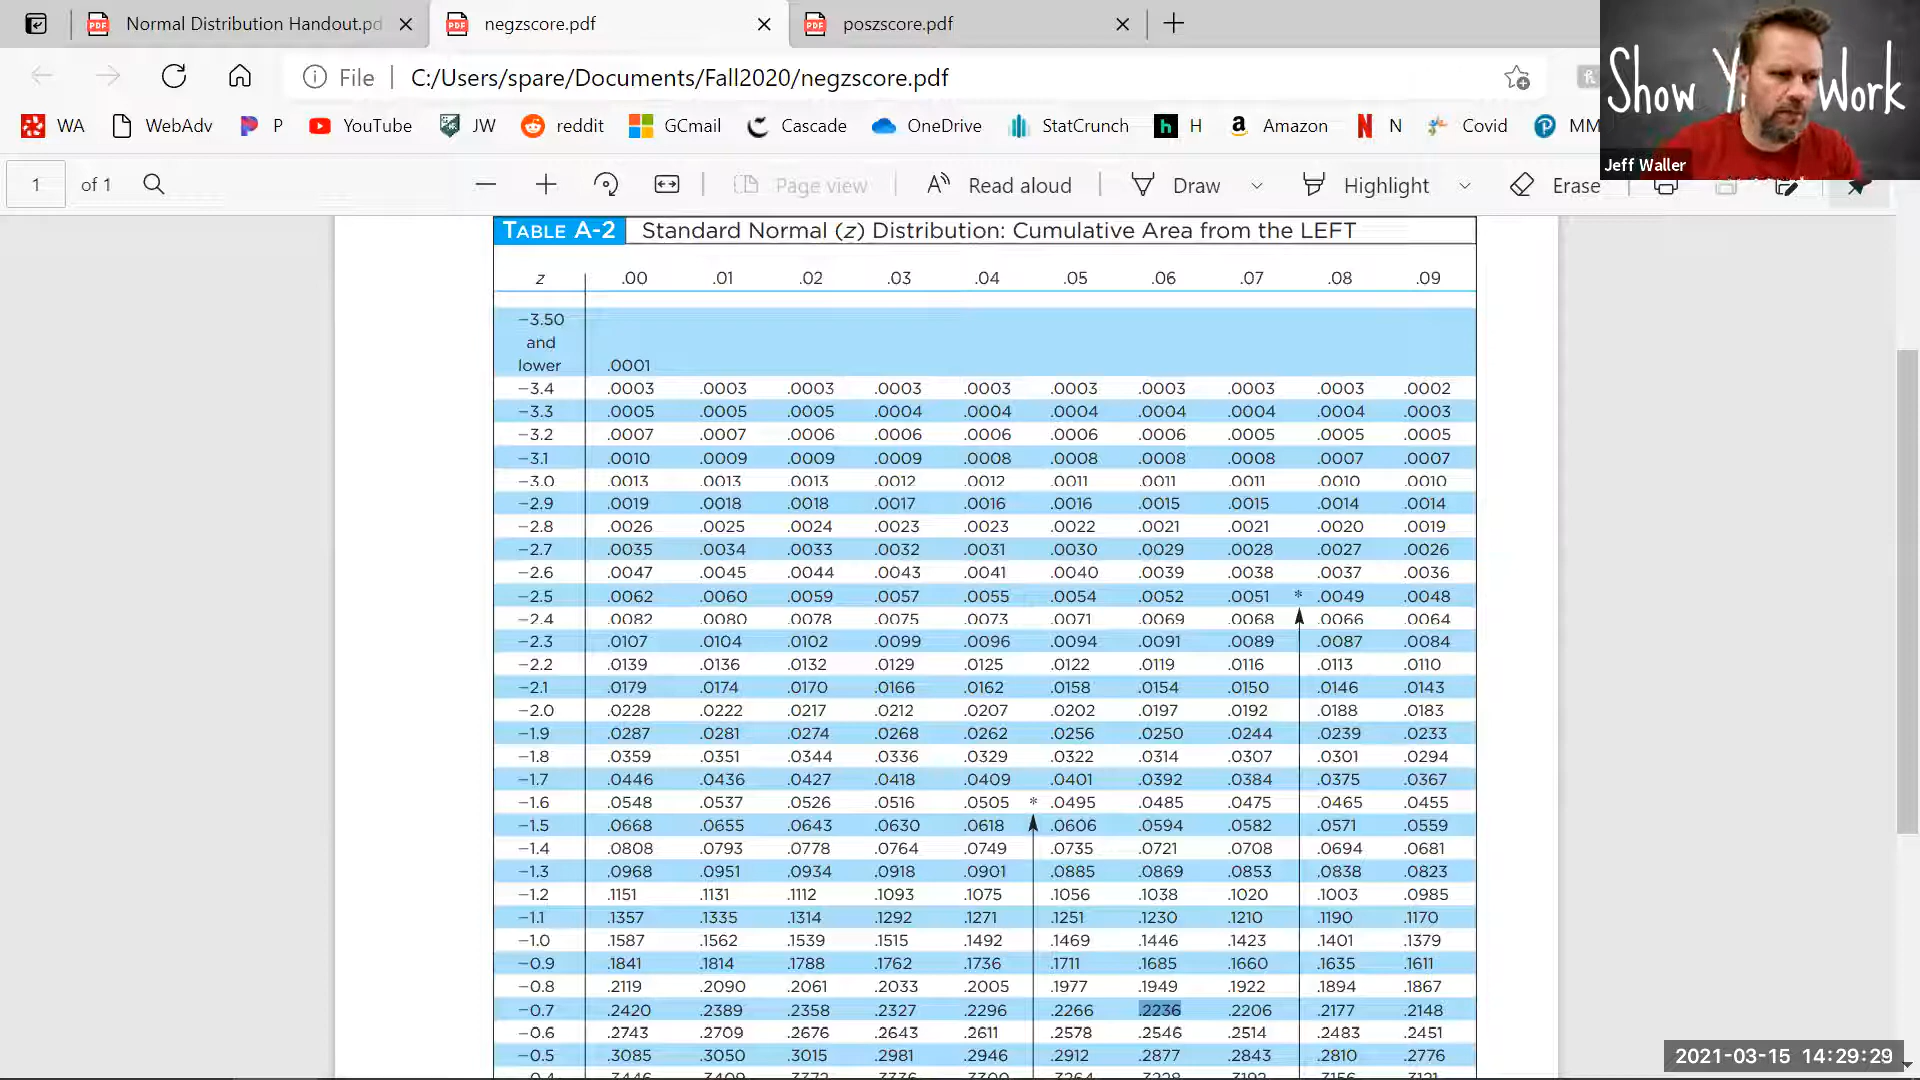 Normal Distribution Handout.pd
negzscore.pdf
poszscore.pdf
File C:/Users/spare/Documents/Fall2020/negzscore.pdf
WA WebAdv P YouTube JW reddit GCmail Cascade OneDrive StatCrunch H Amazon N Covid MM
1 of 1 Page view Read aloud Draw Highlight Erase
Show Work
Jeff Waller
TABLE A-2 Standard Normal (z) Distribution: Cumulative Area from the LEFT
z .00 .01 .02 .03 .04 .05 .06 .07 .08 .09
−3.50
and
lower .0001
−3.4 .0003 .0003 .0003 .0003 .0003 .0003 .0003 .0003 .0003 .0002
−3.3 .0005 .0005 .0005 .0004 .0004 .0004 .0004 .0004 .0004 .0003
−3.2 .0007 .0007 .0006 .0006 .0006 .0006 .0006 .0005 .0005 .0005
−3.1 .0010 .0009 .0009 .0009 .0008 .0008 .0008 .0008 .0007 .0007
−3.0 .0013 .0013 .0013 .0012 .0012 .0011 .0011 .0011 .0010 .0010
−2.9 .0019 .0018 .0018 .0017 .0016 .0016 .0015 .0015 .0014 .0014
−2.8 .0026 .0025 .0024 .0023 .0023 .0022 .0021 .0021 .0020 .0019
−2.7 .0035 .0034 .0033 .0032 .0031 .0030 .0029 .0028 .0027 .0026
−2.6 .0047 .0045 .0044 .0043 .0041 .0040 .0039 .0038 .0037 .0036
−2.5 .0062 .0060 .0059 .0057 .0055 .0054 .0052 .0051 * .0049 .0048
−2.4 .0082 .0080 .0078 .0075 .0073 .0071 .0069 .0068 .0066 .0064
−2.3 .0107 .0104 .0102 .0099 .0096 .0094 .0091 .0089 .0087 .0084
−2.2 .0139 .0136 .0132 .0129 .0125 .0122 .0119 .0116 .0113 .0110
−2.1 .0179 .0174 .0170 .0166 .0162 .0158 .0154 .0150 .0146 .0143
−2.0 .0228 .0222 .0217 .0212 .0207 .0202 .0197 .0192 .0188 .0183
−1.9 .0287 .0281 .0274 .0268 .0262 .0256 .0250 .0244 .0239 .0233
−1.8 .0359 .0351 .0344 .0336 .0329 .0322 .0314 .0307 .0301 .0294
−1.7 .0446 .0436 .0427 .0418 .0409 .0401 .0392 .0384 .0375 .0367
−1.6 .0548 .0537 .0526 .0516 .0505 * .0495 .0485 .0475 .0465 .0455
−1.5 .0668 .0655 .0643 .0630 .0618 .0606 .0594 .0582 .0571 .0559
−1.4 .0808 .0793 .0778 .0764 .0749 .0735 .0721 .0708 .0694 .0681
−1.3 .0968 .0951 .0934 .0918 .0901 .0885 .0869 .0853 .0838 .0823
−1.2 .1151 .1131 .1112 .1093 .1075 .1056 .1038 .1020 .1003 .0985
−1.1 .1357 .1335 .1314 .1292 .1271 .1251 .1230 .1210 .1190 .1170
−1.0 .1587 .1562 .1539 .1515 .1492 .1469 .1446 .1423 .1401 .1379
−0.9 .1841 .1814 .1788 .1762 .1736 .1711 .1685 .1660 .1635 .1611
−0.8 .2119 .2090 .2061 .2033 .2005 .1977 .1949 .1922 .1894 .1867
−0.7 .2420 .2389 .2358 .2327 .2296 .2266 .2236 .2206 .2177 .2148
−0.6 .2743 .2709 .2676 .2643 .2611 .2578 .2546 .2514 .2483 .2451
−0.5 .3085 .3050 .3015 .2981 .2946 .2912 .2877 .2843 .2810 .2776
2021-03-15 14:29:29